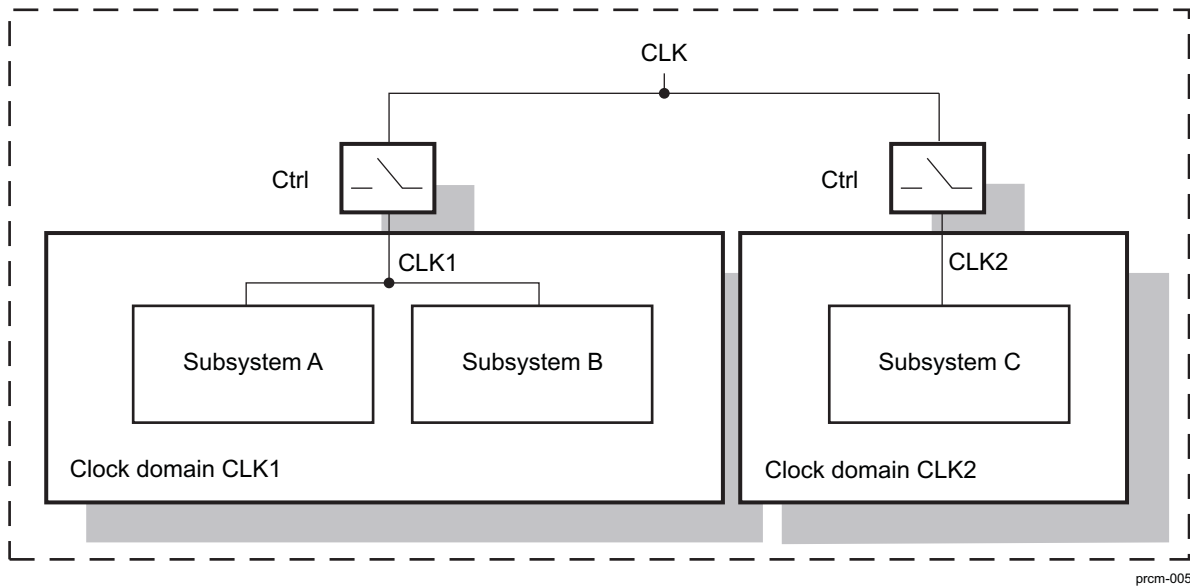 CLK
Ctrl
Ctrl
CLK1
CLK2
Subsystem A
Subsystem B
Subsystem C
Clock domain CLK1
Clock domain CLK2
prcm-005